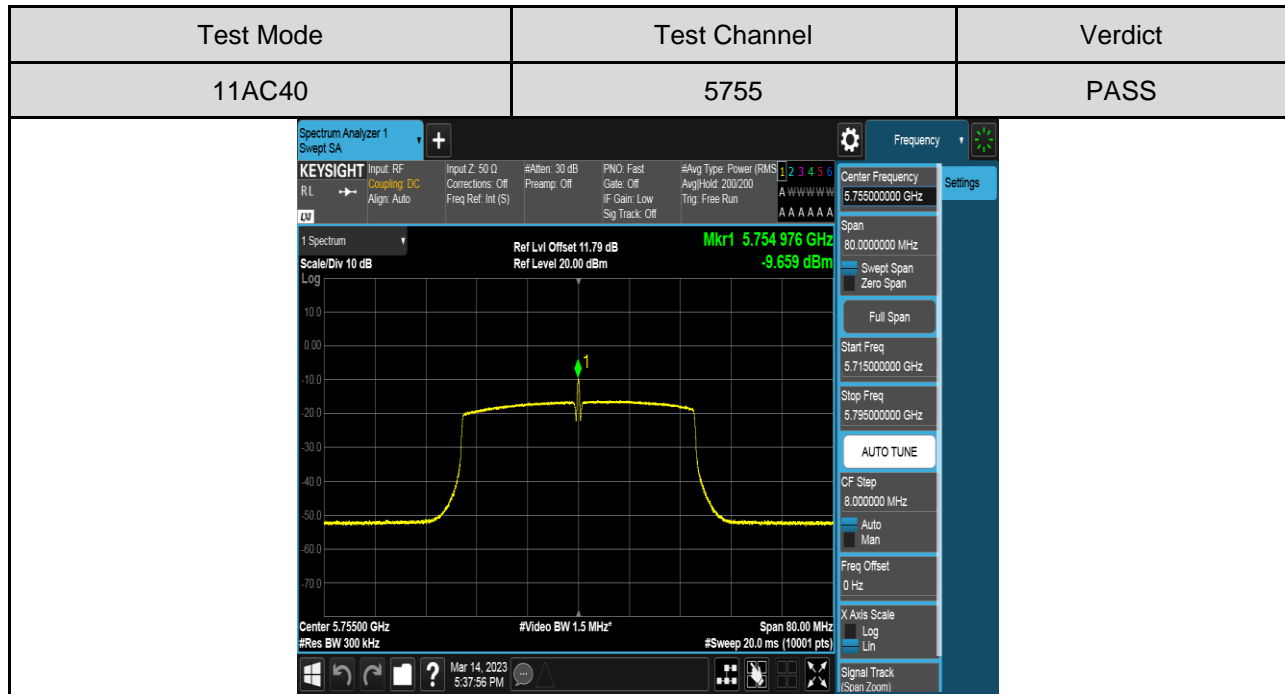 Test Mode Test Channel Verdict
11AC40 5755 PASS
Spectrum Analyzer 1
Swept SA
+
Frequency
KEYSIGHT Input: RF Input Z: 50 Ω #Atten: 30 dB PNO: Fast #Avg Type: Power (RMS 1 2 3 4 5 6
RL Coupling: DC Corrections: Off Preamp: Off Gate: Off Avg|Hold: 200/200 A W W W W W
Align: Auto Freq Ref: Int (S) IF Gain: Low Trig: Free Run
LXI Sig Track: Off A A A A A A
Center Frequency
5.755000000 GHz
Settings
1 Spectrum Ref Lvl Offset 11.79 dB Mkr1 5.754 976 GHz
Scale/Div 10 dB Ref Level 20.00 dBm -9.659 dBm
Log
10.0
0.00
-10.0
-20.0
-30.0
-40.0
-50.0
-60.0
-70.0
1
Center 5.75500 GHz #Video BW 1.5 MHz* Span 80.00 MHz
#Res BW 300 kHz #Sweep 20.0 ms (10001 pts)
Span
80.0000000 MHz
Swept Span
Zero Span
Full Span
Start Freq
5.715000000 GHz
Stop Freq
5.795000000 GHz
AUTO TUNE
CF Step
8.000000 MHz
Auto
Man
Freq Offset
0 Hz
X Axis Scale
Log
Lin
Signal Track
(Span Zoom)
? Mar 14, 2023
5:37:56 PM